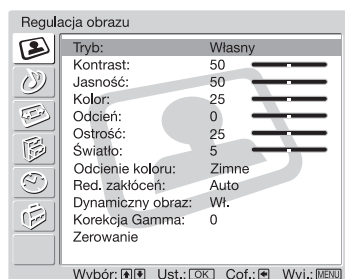 Regulacja obrazu
Tryb: Własny
Kontrast: 50
Jasność: 50
Kolor: 25
Odcień: 0
Ostrość: 25
Światło: 5
Odcienie koloru: Zimne
Red. zakłóceń: Auto
Dynamiczny obraz: Wł.
Korekcja Gamma: 0
Zerowanie
Wybór: Ust.: OK Cof.: Wyj.: MENU